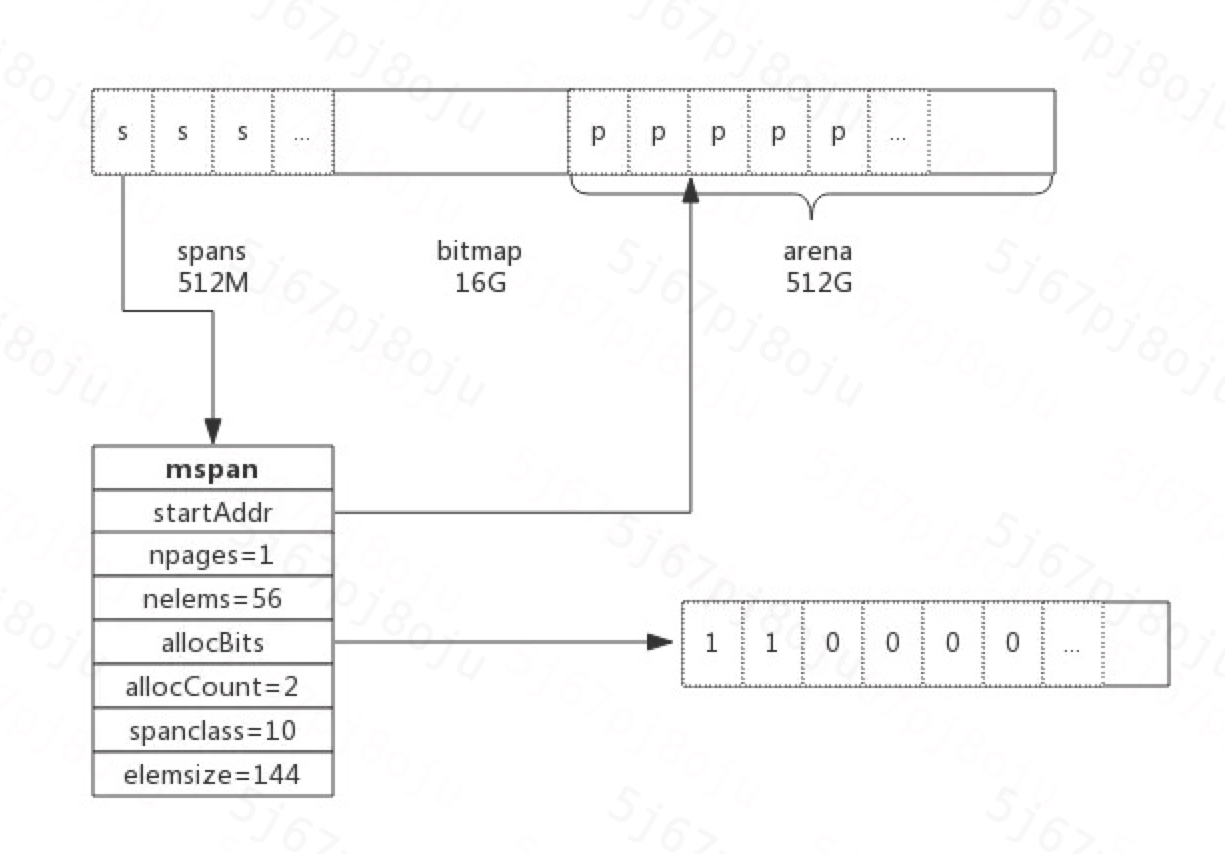 s s s ... p p p p p ...
spans bitmap arena
512M 16G 512G
mspan
startAddr
npages=1
nelems=56
allocBits
1 1 0 0 0 0 ...
allocCount=2
spanclass=10
elemsize=144
5j67pj8oju